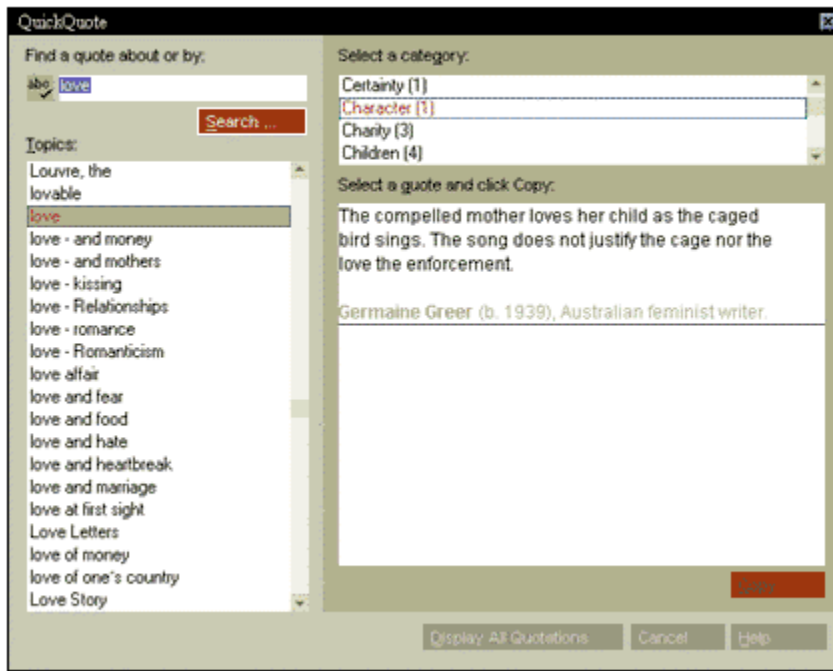 QuickQuote
Find a quote about or by:
abc love
Search ...
Topics:
Louvre, the
lovable
love
love - and money
love - and mothers
love - kissing
love - Relationships
love - romance
love - Romanticism
love affair
love and fear
love and food
love and hate
love and heartbreak
love and marriage
love at first sight
Love Letters
love of money
love of one's country
Love Story
Select a category:
Certainty (1)
Character (1)
Charity (3)
Children (4)
Select a quote and click Copy:
The compelled mother loves her child as the caged
bird sings. The song does not justify the cage nor the
love the enforcement.
Germaine Greer (b. 1939), Australian feminist writer.
Copy
Display All Quotations
Cancel
Help